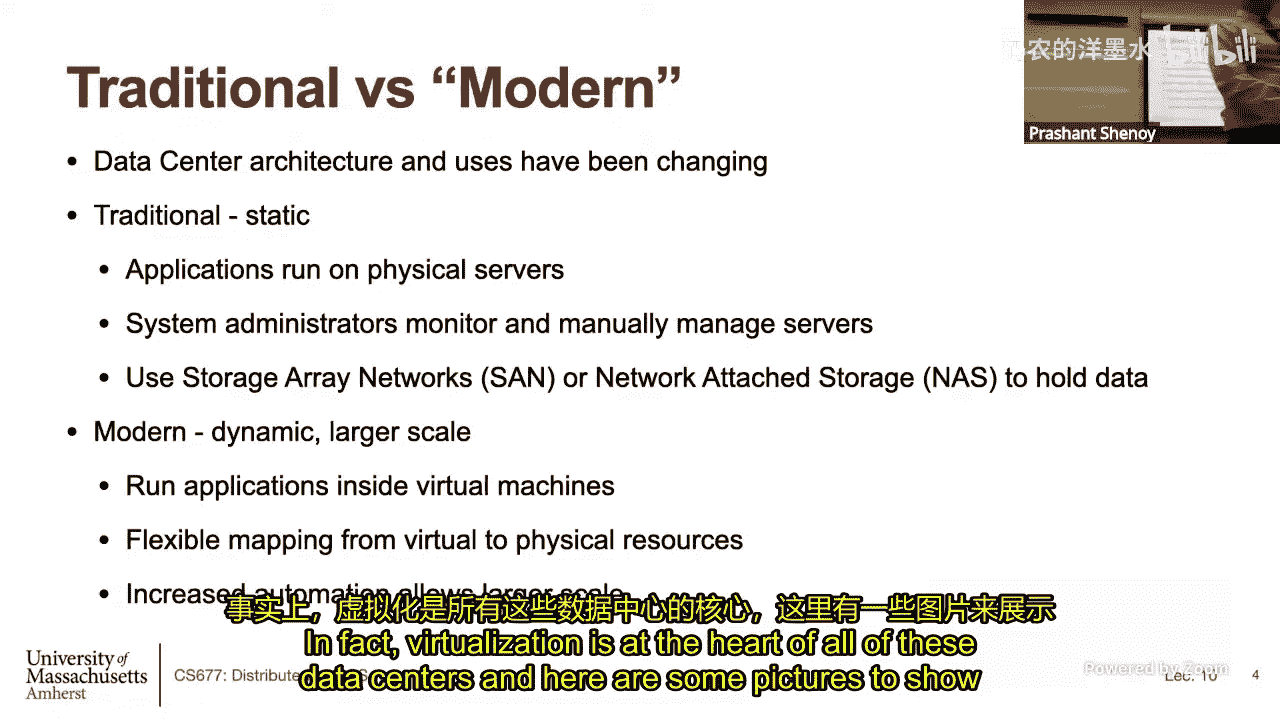 农的洋墨水 bilibili
Prashant Shenoy
Traditional vs “Modern”
• Data Center architecture and uses have been changing
• Traditional - static
• Applications run on physical servers
• System administrators monitor and manually manage servers
• Use Storage Array Networks (SAN) or Network Attached Storage (NAS) to hold data
• Modern - dynamic, larger scale
• Run applications inside virtual machines
• Flexible mapping from virtual to physical resources
• Increased automation allows larger scale
事实上，虚拟化是所有这些数据中心的核心，这里有一些图片来展示
In fact, virtualization is at the heart of all of these
data centers and here are some pictures to show
University of
Massachusetts
Amherst
CS677: Distribute
Powered by Zoom
Lec. 10
4